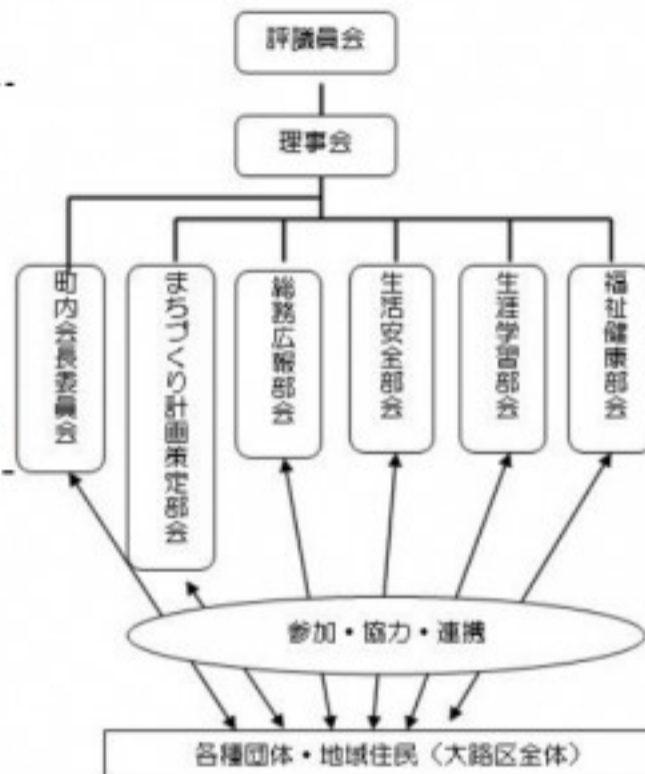 評議員会
理事会
町内会長委員会
まちづくり計画策定部会
総務広報部会
生活安全部会
生涯学習部会
福祉健康部会
参加・協力・連携
各種団体・地域住民（大路区全体）